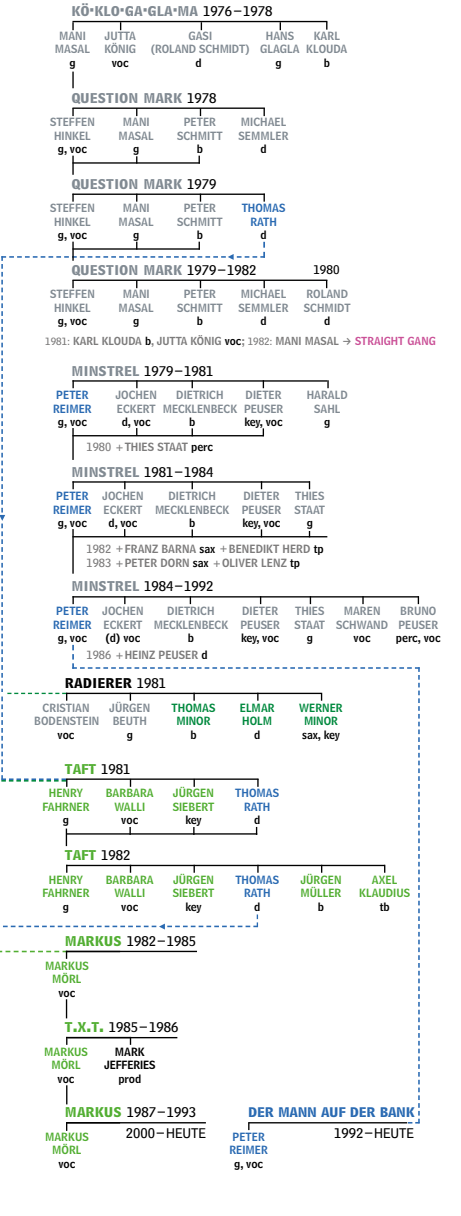 KÖ•KLO•GA•GLA•MA 1976–1978
MANI JUTTA GASI HANS KARL
MASAL KÖNIG (ROLAND SCHMIDT) GLAGLA KLOUDA
g voc d g b
QUESTION MARK 1978
STEFFEN MANI PETER MICHAEL
HINKEL MASAL SCHMITT SEMMLER
g, voc g b d
QUESTION MARK 1979
STEFFEN MANI PETER THOMAS
HINKEL MASAL SCHMITT RATH
g, voc g b d
QUESTION MARK 1979–1982 1980
STEFFEN MANI PETER MICHAEL ROLAND
HINKEL MASAL SCHMITT SEMMLER SCHMIDT
g, voc g b d d
1981: KARL KLOUDA b, JUTTA KÖNIG voc; 1982: MANI MASAL → STRAIGHT GANG
MINSTREL 1979–1981
PETER JOCHEN DIETRICH DIETER HARALD
REIMER ECKERT MECKLENBECK PEUSER SAHL
g, voc d, voc b key, voc g
1980 +THIES STAAT perc
MINSTREL 1981–1984
PETER JOCHEN DIETRICH DIETER THIES
REIMER ECKERT MECKLENBECK PEUSER STAAT
g, voc d, voc b key, voc g
1982 +FRANZ BARNA sax +BENEDIKT HERD tp
1983 +PETER DORN sax +OLIVER LENZ tp
MINSTREL 1984–1992
PETER JOCHEN DIETRICH DIETER THIES MAREN BRUNO
REIMER ECKERT MECKLENBECK PEUSER STAAT SCHWAND PEUSER
g, voc (d) voc b key, voc g voc perc, voc
1986 +HEINZ PEUSER d
RADIERER 1981
CRISTIAN JÜRGEN THOMAS ELMAR WERNER
BODENSTEIN BEUTH MINOR HOLM MINOR
voc g b d sax, key
TAFT 1981
HENRY BARBARA JÜRGEN THOMAS
FAHRNER WALLI SIEBERT RATH
g voc key d
TAFT 1982
HENRY BARBARA JÜRGEN THOMAS JÜRGEN AXEL
FAHRNER WALLI SIEBERT RATH MÜLLER KLAUDIUS
g voc key d b tb
MARKUS 1982–1985
MARKUS
MÖRL
voc
T.X.T. 1985–1986
MARKUS MARK
MÖRL JEFFERIES
voc prod
MARKUS 1987–1993 DER MANN AUF DER BANK
2000–HEUTE 1992–HEUTE
MARKUS PETER
MÖRL REIMER
voc g, voc